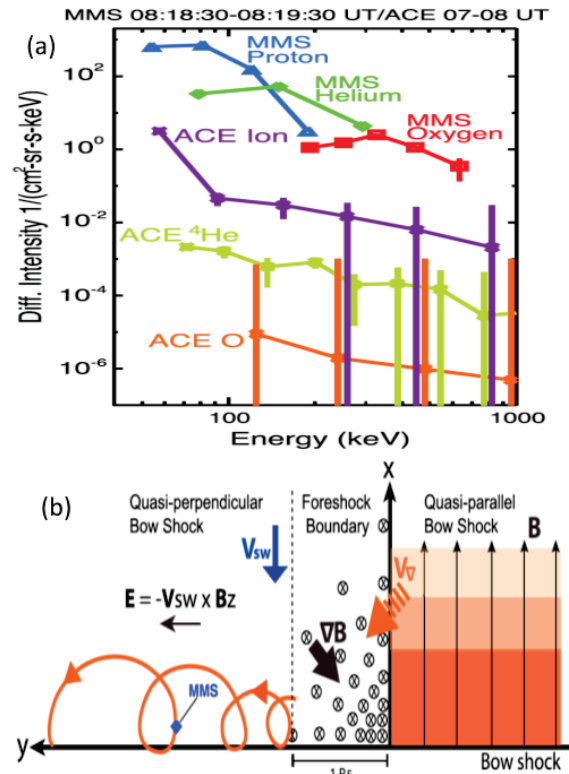 MMS 08:18:30-08:19:30 UT/ACE 07-08 UT
(a)
Diff. Intensity 1/(cm²-sr-s-keV)
10²
10⁰
10⁻²
10⁻⁴
10⁻⁶
MMS
Proton
MMS
Helium
MMS
Oxygen
ACE Ion
ACE ⁴He
ACE O
100
1000
Energy (keV)
(b)
Quasi-perpendicular
Bow Shock
Foreshock
Boundary
x
Quasi-parallel
Bow Shock
B
Vsw
V∇
E = -Vsw x Bz
∇B
MMS
y
Bow shock